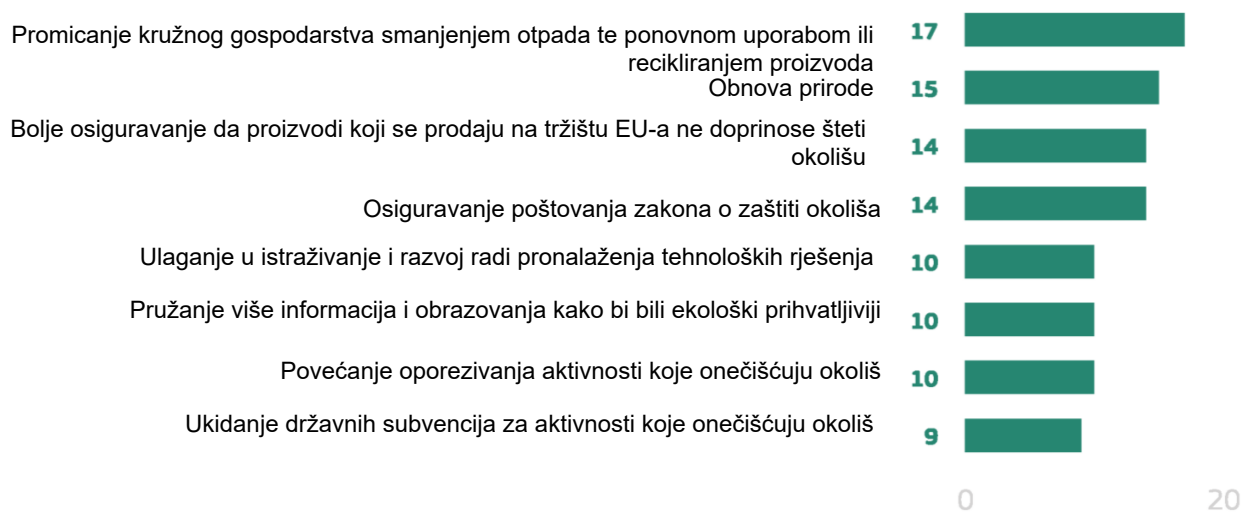 Promicanje kružnog gospodarstva smanjenjem otpada te ponovnom uporabom ili
recikliranjem proizvoda
17
Obnova prirode
15
Bolje osiguravanje da proizvodi koji se prodaju na tržištu EU-a ne doprinose šteti
okolišu
14
Osiguravanje poštovanja zakona o zaštiti okoliša
14
Ulaganje u istraživanje i razvoj radi pronalaženja tehnoloških rješenja
10
Pružanje više informacija i obrazovanja kako bi bili ekološki prihvatljiviji
10
Povećanje oporezivanja aktivnosti koje onečišćuju okoliš
10
Ukidanje državnih subvencija za aktivnosti koje onečišćuju okoliš
9
0 20